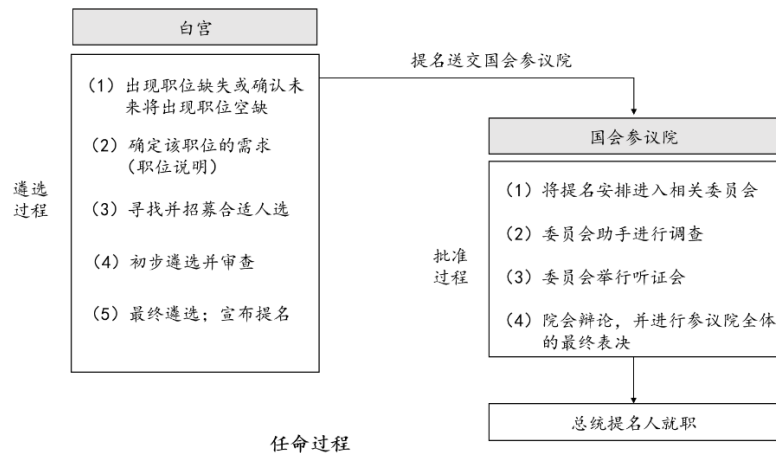 白宫
提名送交国会参议院
(1) 出现职位缺失或确认未
来将出现职位空缺
(2) 确定该职位的需求
(职位说明)
(3) 寻找并招募合适人选
(4) 初步遴选并审查
(5) 最终遴选；宣布提名
遴选
过程
国会参议院
(1) 将提名安排进入相关委员会
(2) 委员会助手进行调查
(3) 委员会举行听证会
(4) 院会辩论，并进行参议院全体
的最终表决
批准
过程
总统提名人就职
任命过程